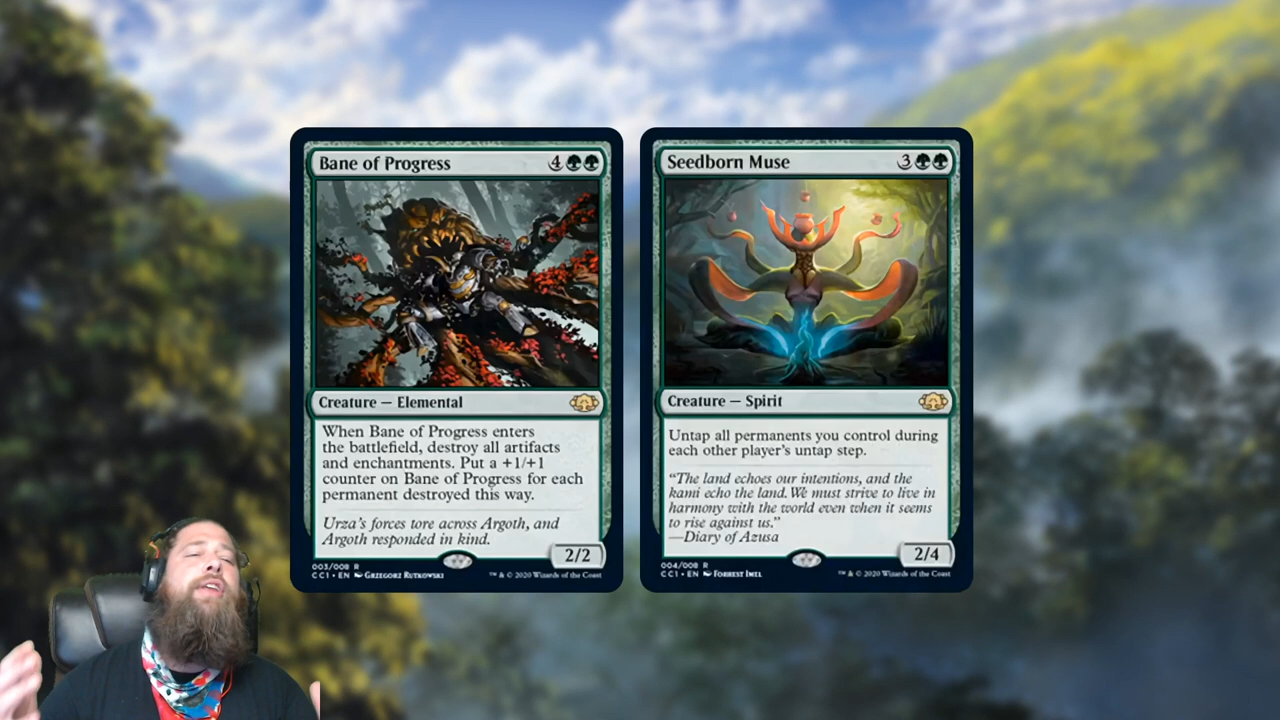 Bane of Progress 4
Creature — Elemental
When Bane of Progress enters
the battlefield, destroy all artifacts
and enchantments. Put a +1/+1
counter on Bane of Progress for each
permanent destroyed this way.
Urza's forces tore across Argoth, and
Argoth responded in kind.
2/2
003/008 R
CC1 • EN Grzegorz Rutkowski ™ & © 2020 Wizards of the Coast
Seedborn Muse 3
Creature — Spirit
Untap all permanents you control during
each other player's untap step.
“The land echoes our intentions, and the
kami echo the land. We must strive to live in
harmony with the world even when it seems
to rise against us.”
—Diary of Azusa
2/4
004/008 R
CC1 • EN Forrest Imel ™ & © 2020 Wizards of the Coast